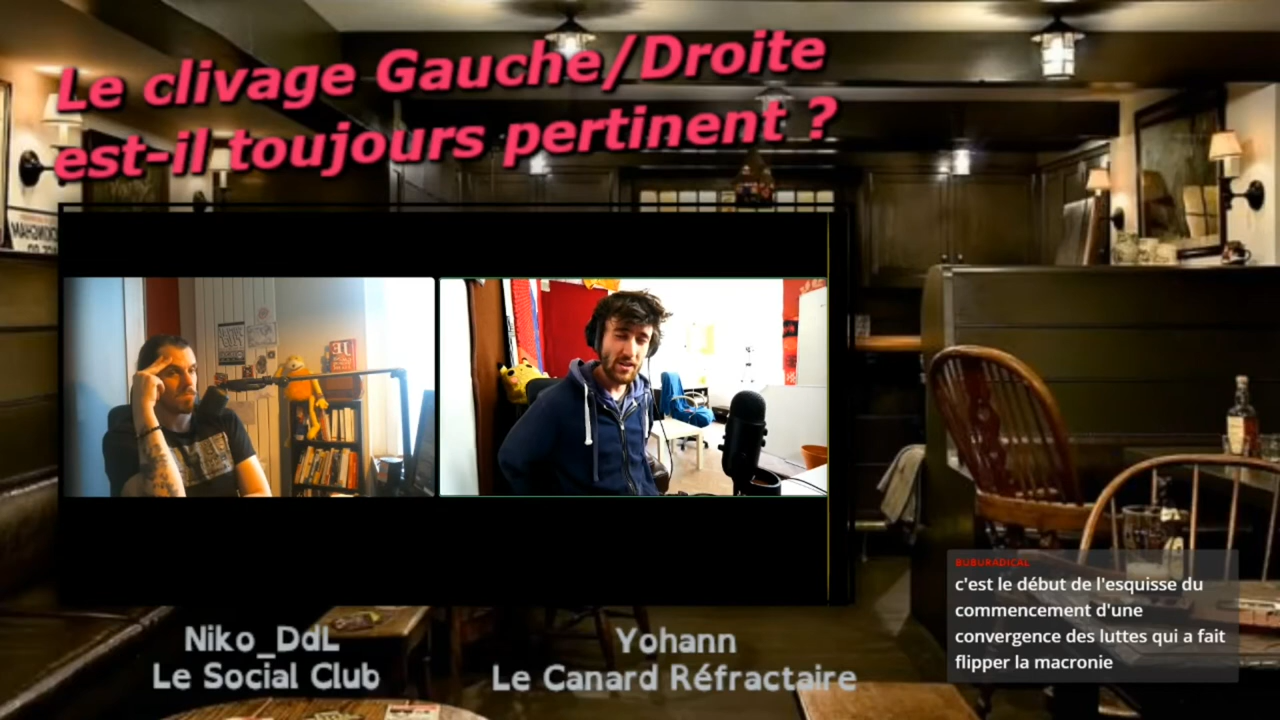 Le clivage Gauche/Droite
est-il toujours pertinent ?
Niko_DdL
Le Social Club
Yohann
Le Canard Réfractaire
BUBURADICAL
c'est le début de l'esquisse du
commencement d'une
convergence des luttes qui a fait
flipper la macronie